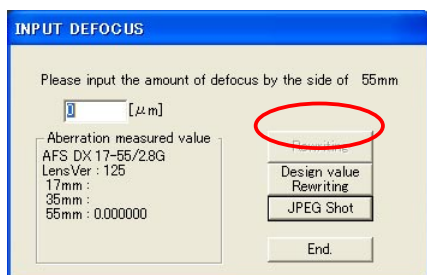 INPUT DEFOCUS
Please input the amount of defocus by the side of 55mm
0 [μm]
Aberration measured value
AFS DX 17-55/2.8G
LensVer : 125
17mm :
35mm :
55mm : 0.000000
Rewriting
Design value
Rewriting
JPEG Shot
End.